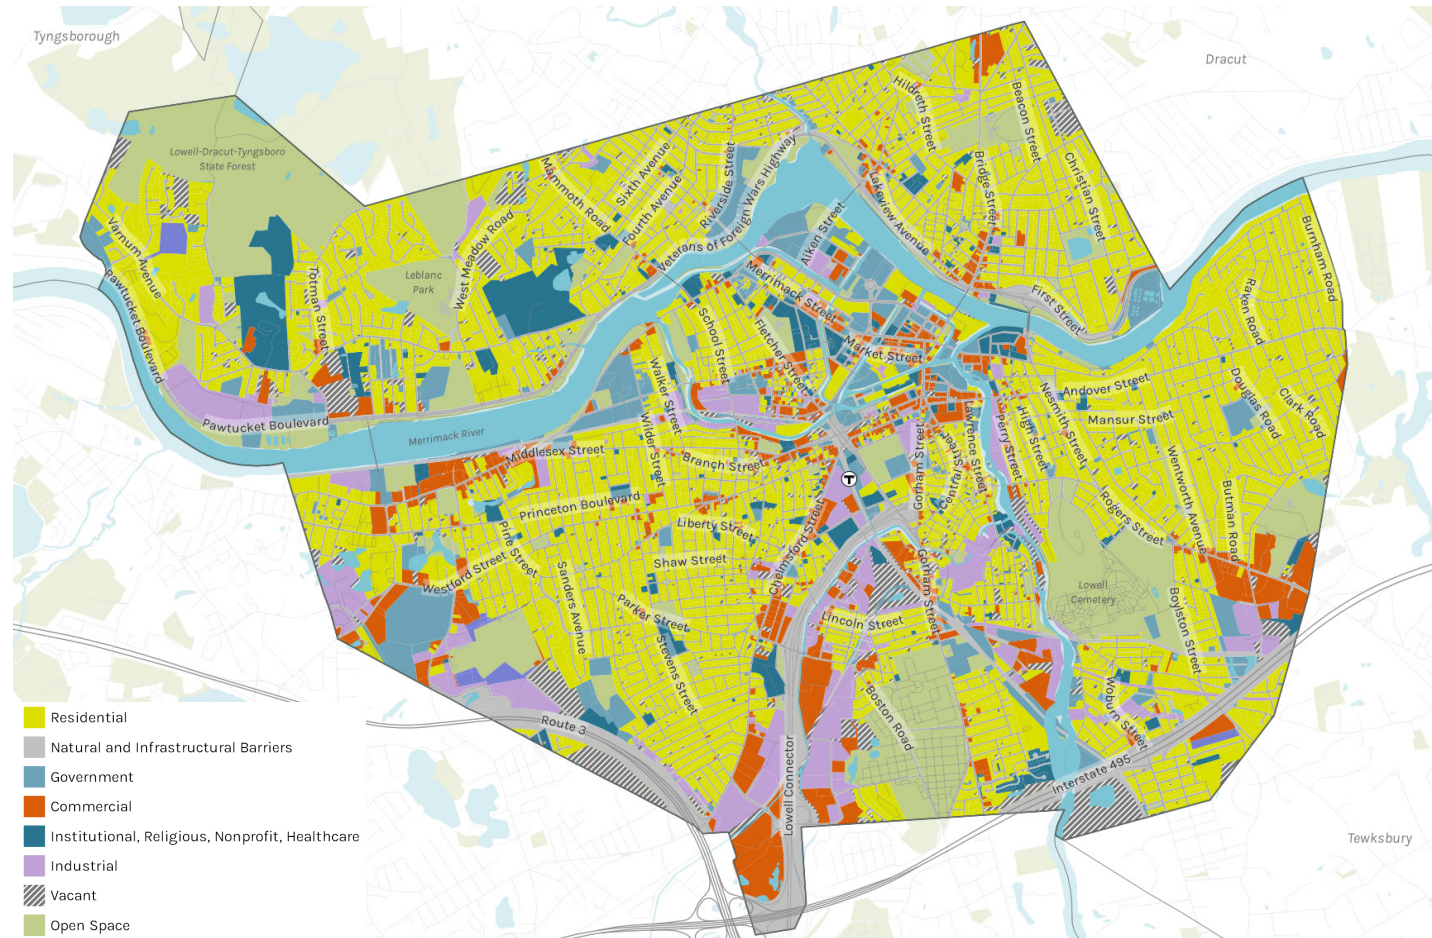 Tyngsborough
Dracut
Lowell-Dracut-Tyngsboro
State Forest
Hildreth Street
Beacon Street
Christian Street
Bridge Street
Lakeview Avenue
Mammoth Road
Sixth Avenue
Fourth Avenue
Riverside Street
Veterans of Foreign Wars Highway
Aiken Street
West Meadow Road
Leblanc
Park
Totman Street
Varnum Avenue
Pawtucket Boulevard
Burnham Road
Raven Road
First Street
Merrimack Street
School Street
Fletcher Street
Market Street
Walker Street
Wilder Street
Andover Street
Mansur Street
Douglas Road
Clark Road
Nesmith Street
High Street
Perry Street
Lawrence Street
Central Street
Gorham Street
Pawtucket Boulevard
Merrimack River
Middlesex Street
Branch Street
T
Princeton Boulevard
Liberty Street
Shaw Street
Pine Street
Westford Street
Sanders Avenue
Parker Street
Stevens Street
Chelmsford Street
Lincoln Street
Gorham Street
Rogers Street
Wentworth Avenue
Butman Road
Lowell
Cemetery
Boylston Street
Woburn Street
Boston Road
Route 3
Lowell Connector
Interstate 495
Tewksbury
Residential
Natural and Infrastructural Barriers
Government
Commercial
Institutional, Religious, Nonprofit, Healthcare
Industrial
Vacant
Open Space